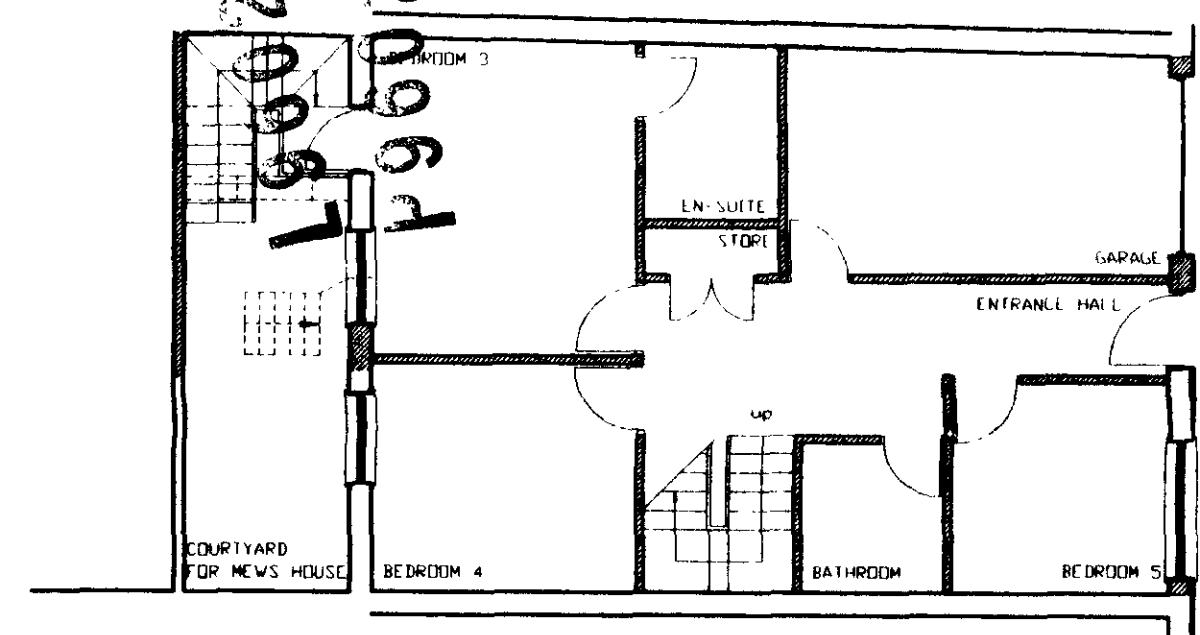 BEDROOM 3
EN-SUITE
STORE
GARAGE
ENTRANCE HALL
up
COURTYARD
FOR MEWS HOUSE
BEDROOM 4
BATHROOM
BEDROOM 5